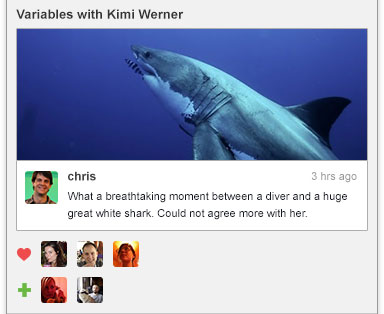 Variables with Kimi Werner
chris
3 hrs ago
What a breathtaking moment between a diver and a huge
great white shark. Could not agree more with her.